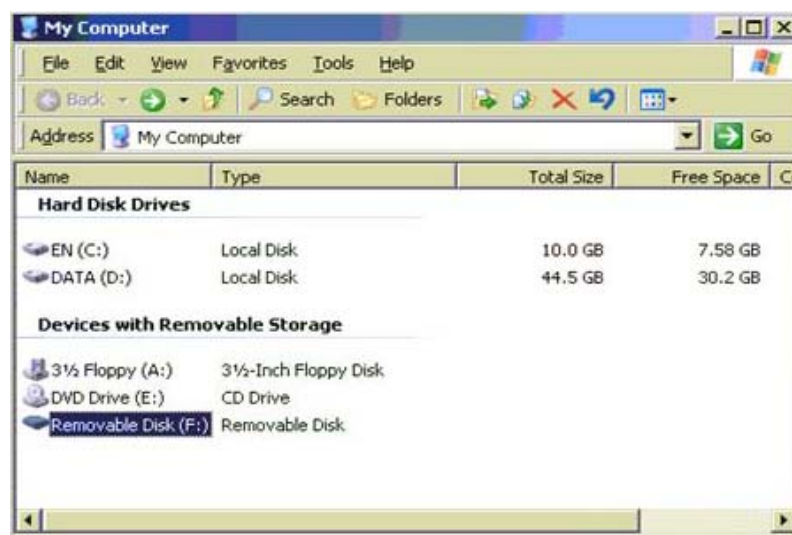 My Computer
File Edit View Favorites Tools Help
Back Search Folders
Address My Computer Go
Name Type Total Size Free Space C
Hard Disk Drives
EN (C:) Local Disk 10.0 GB 7.58 GB
DATA (D:) Local Disk 44.5 GB 30.2 GB
Devices with Removable Storage
3½ Floppy (A:) 3½-Inch Floppy Disk
DVD Drive (E:) CD Drive
Removable Disk (F:) Removable Disk